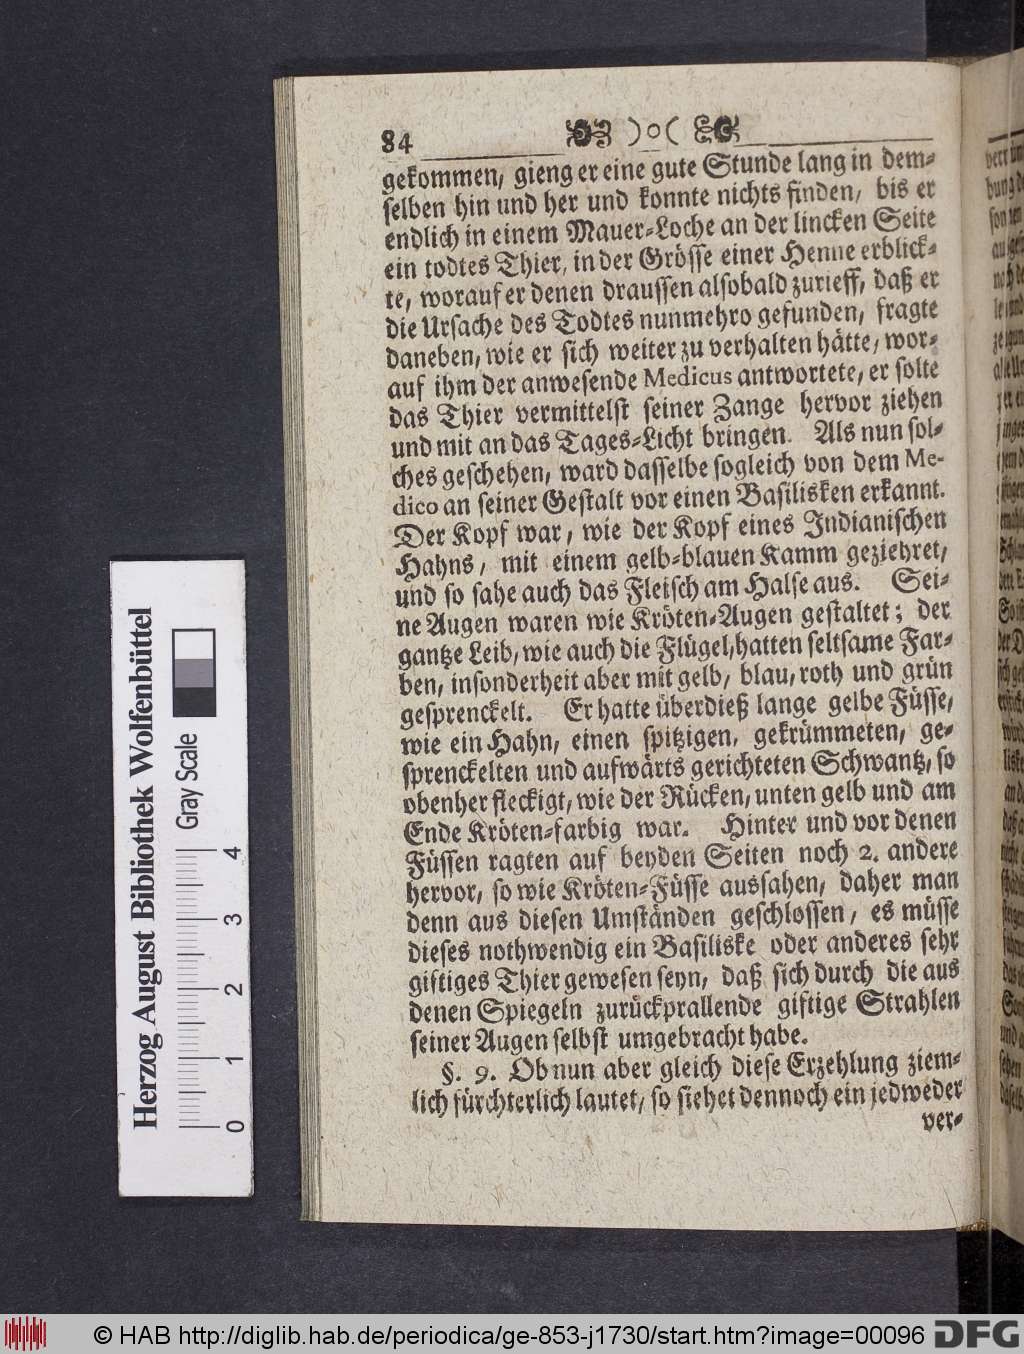 84 )o(
gekommen, gieng er eine gute Stunde lang in dem-
selben hin und her und konnte nichts finden, bis er
endlich in einem Mauer-Loche an der lincken Seite
ein todtes Thier, in der Grösse einer Henne erblick-
te, worauf er denen draussen alsobald zurieff, daß er
die Ursache des Todtes nunmehro gefunden, fragte
daneben, wie er sich weiter zu verhalten hätte, wor-
auf ihm der anwesende Medicus antwortete, er solte
das Thier vermittelst seiner Zange hervor ziehen
und mit an das Tages-Licht bringen. Als nun sol-
ches geschehen, ward dasselbe sogleich von dem Me-
dico an seiner Gestalt vor einen Basilisken erkannt.
Der Kopf war, wie der Kopf eines Indianischen
Hahns, mit einem gelb-blauen Kamm geziehret,
und so sahe auch das Fleisch am Halse aus. Sei-
ne Augen waren wie Kröten-Augen gestaltet; der
gantze Leib, wie auch die Flügel, hatten seltsame Far-
ben, insonderheit aber mit gelb, blau, roth und grün
gesprenckelt. Er hatte überdieß lange gelbe Füsse,
wie ein Hahn, einen spitzigen, gekrümmeten, ge-
sprenckelten und aufwärts gerichteten Schwantz, so
obenher fleckigt, wie der Rücken, unten gelb und am
Ende Kröten-farbig war. Hinter und vor denen
Füssen ragten auf beyden Seiten noch 2. andere
hervor, so wie Kröten-Füsse aussahen, daher man
denn aus diesen Umständen geschlossen, es müsse
dieses nothwendig ein Basiliske oder anderes sehr
giftiges Thier gewesen seyn, daß sich durch die aus
denen Spiegeln zurückprallende giftige Strahlen
seiner Augen selbst umgebracht habe.
§. 9. Ob nun aber gleich diese Erzehlung ziem-
lich fürchterlich lautet, so siehet dennoch ein jedweder
ver-
Herzog August Bibliothek Wolfenbüttel
Gray Scale
0 1 2 3 4
© HAB http://diglib.hab.de/periodica/ge-853-j1730/start.htm?image=00096 DFG